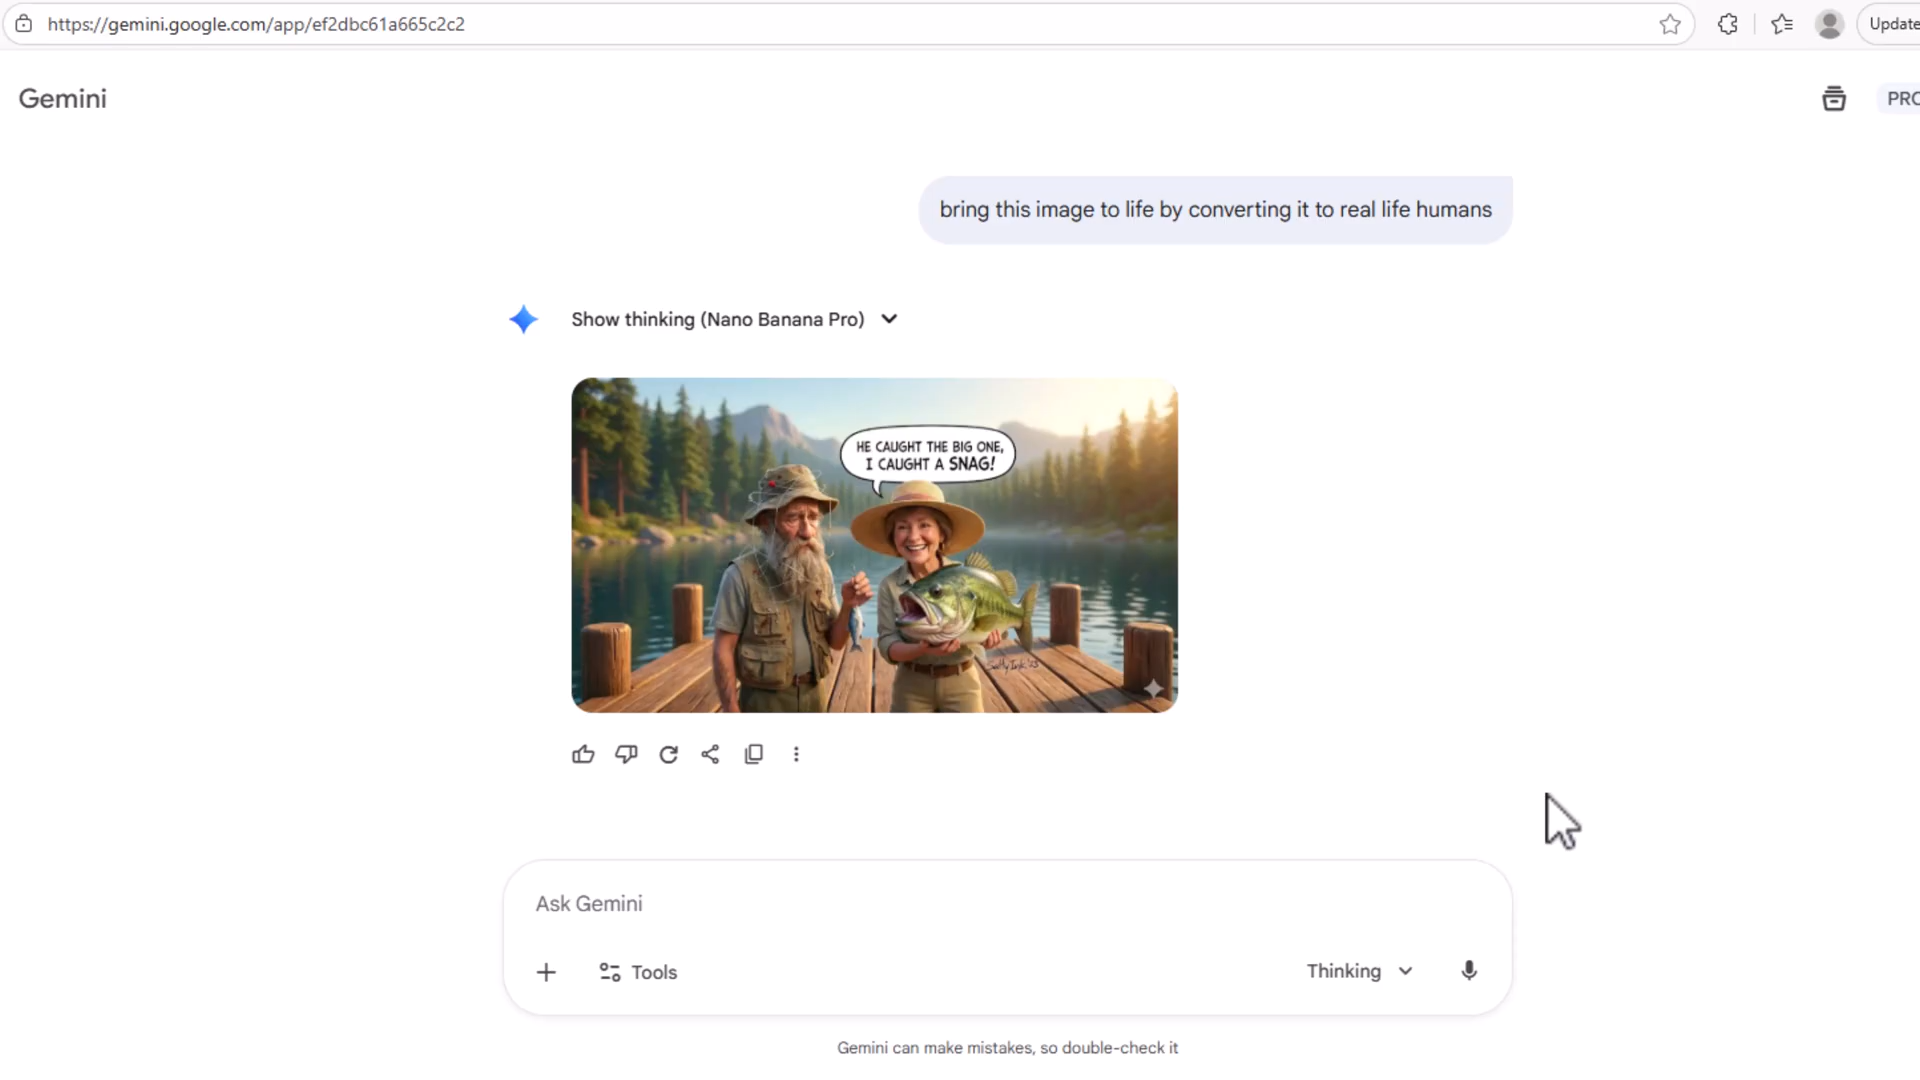 https://gemini.google.com/app/ef2dbc61a665c2c2
Update
Gemini
PRO
bring this image to life by converting it to real life humans
Show thinking (Nano Banana Pro)
HE CAUGHT THE BIG ONE,
I CAUGHT A SNAG!
Ask Gemini
Tools
Thinking
Gemini can make mistakes, so double-check it